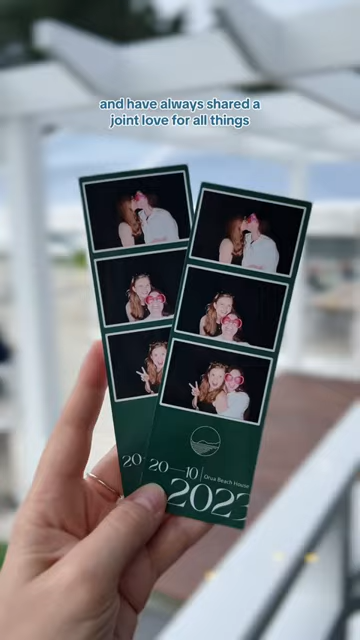 and have always shared a
joint love for all things
20
20—10 | Orua Beach House
2023